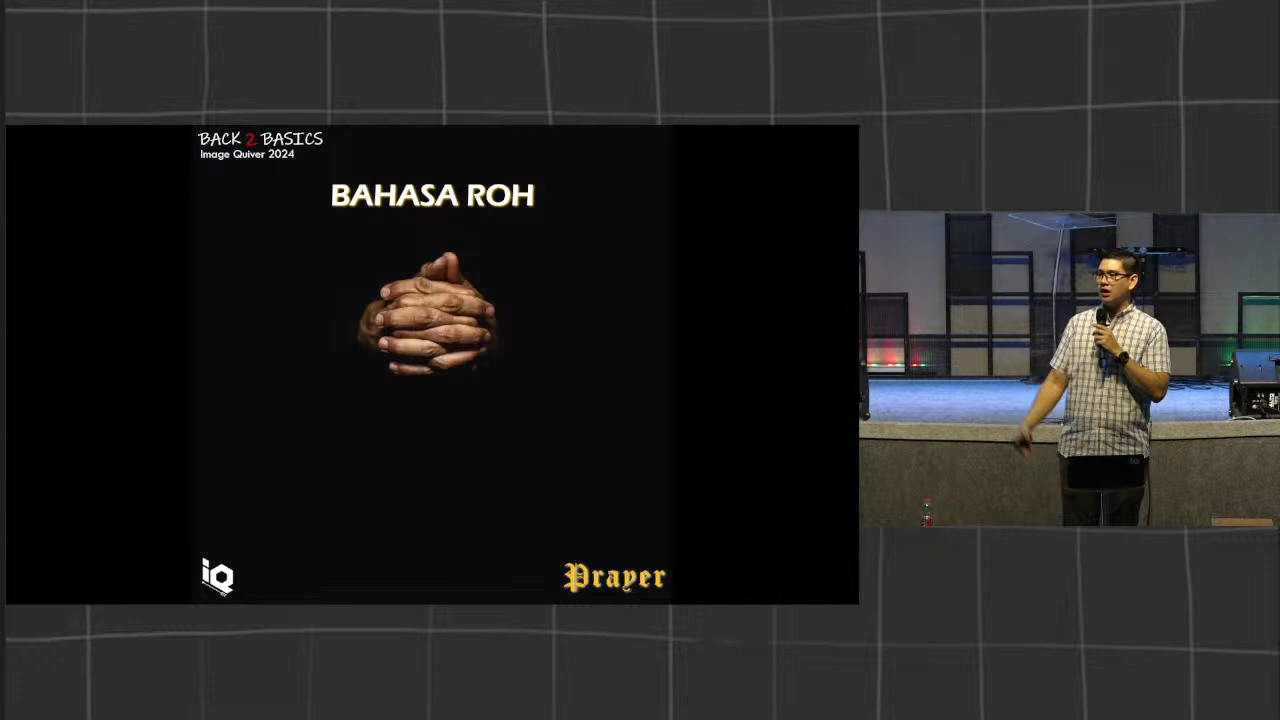 BACK 2 BASICS
Image Quiver 2024
BAHASA ROH
iQ
Prayer